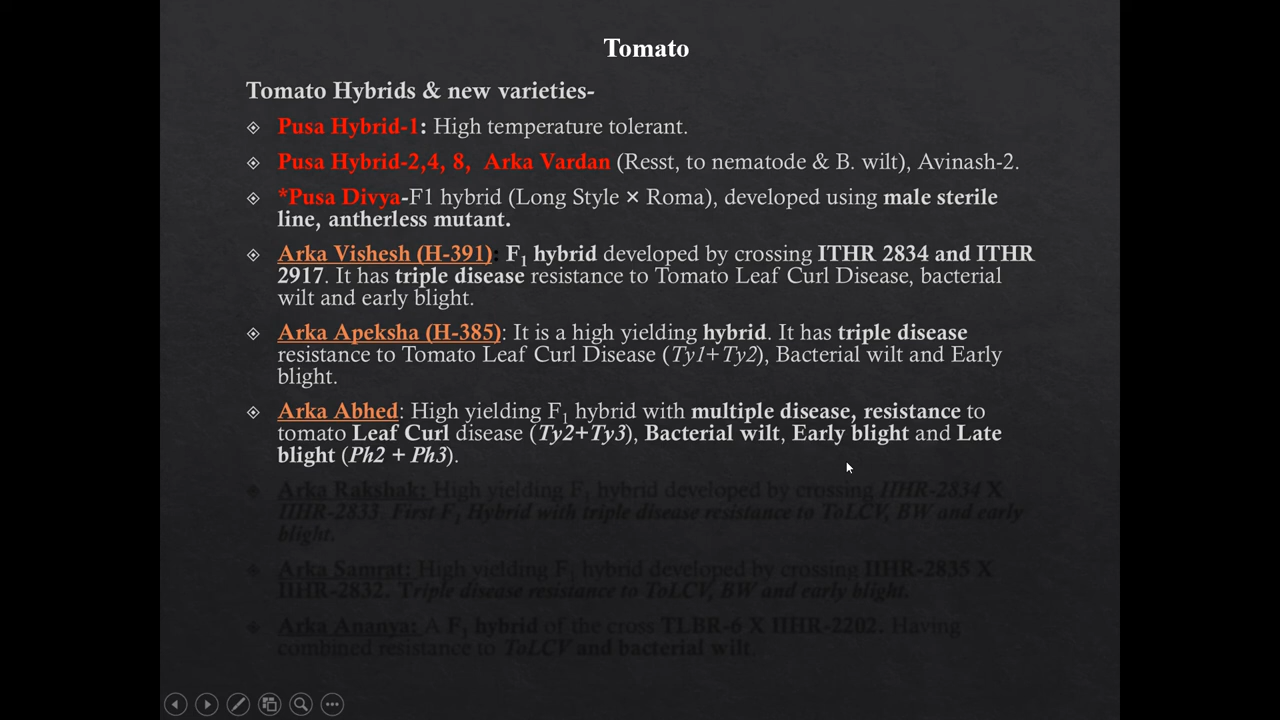 Tomato
Tomato Hybrids & new varieties-
Pusa Hybrid-1: High temperature tolerant.
Pusa Hybrid-2,4, 8, Arka Vardan (Resst, to nematode & B. wilt), Avinash-2.
*Pusa Divya-F1 hybrid (Long Style × Roma), developed using male sterile
line, antherless mutant.
Arka Vishesh (H-391): F₁ hybrid developed by crossing ITHR 2834 and ITHR
2917. It has triple disease resistance to Tomato Leaf Curl Disease, bacterial
wilt and early blight.
Arka Apeksha (H-385): It is a high yielding hybrid. It has triple disease
resistance to Tomato Leaf Curl Disease (Ty1+Ty2), Bacterial wilt and Early
blight.
Arka Abhed: High yielding F₁ hybrid with multiple disease, resistance to
tomato Leaf Curl disease (Ty2+Ty3), Bacterial wilt, Early blight and Late
blight (Ph2 + Ph3).
Arka Rakshak: High yielding F₁ hybrid developed by crossing IIHR-2834 X
IIHR-2833. First F₁ Hybrid with triple disease resistance to ToLCV, BW and early
blight.
Arka Samrat: High yielding F₁ hybrid developed by crossing IIHR-2835 X
IIHR-2832. Triple disease resistance to ToLCV, BW and early blight.
Arka Ananya: A F₁ hybrid of the cross TLBR-6 X IIHR-2202. Having
combined resistance to ToLCV and bacterial wilt.